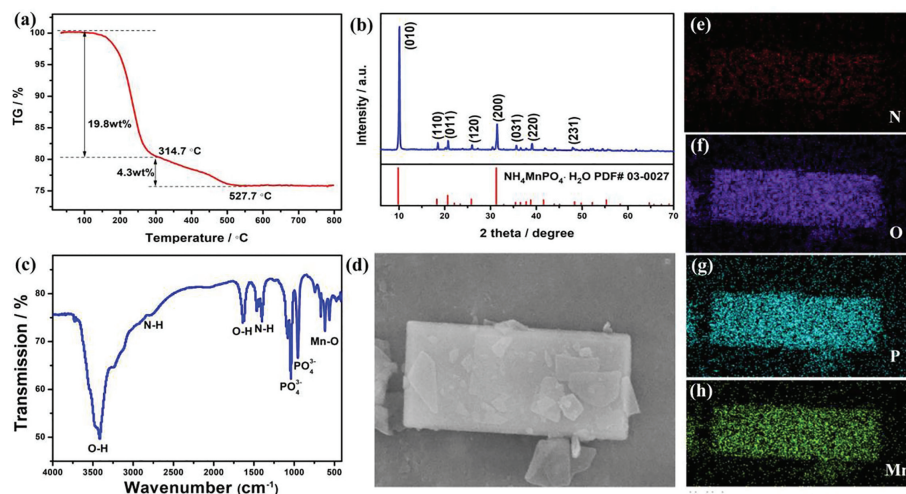 (a)
TG / %
100
95
90
85
80
75
19.8wt%
314.7 °C
4.3wt%
527.7 °C
0 100 200 300 400 500 600 700 800
Temperature / °C
(b)
Intensity / a.u.
(010)
(110)
(011)
(120)
(200)
(031)
(220)
(231)
NH4MnPO4· H2O PDF# 03-0027
10 20 30 40 50 60 70
2 theta / degree
(c)
Transmission / %
80
70
60
50
O-H
N-H
O-H
N-H
PO₄³⁻
PO₄³⁻
Mn-O
4000 3500 3000 2500 2000 1500 1000 500
Wavenumber (cm⁻¹)
(d)
(e)
N
(f)
O
(g)
P
(h)
Mn